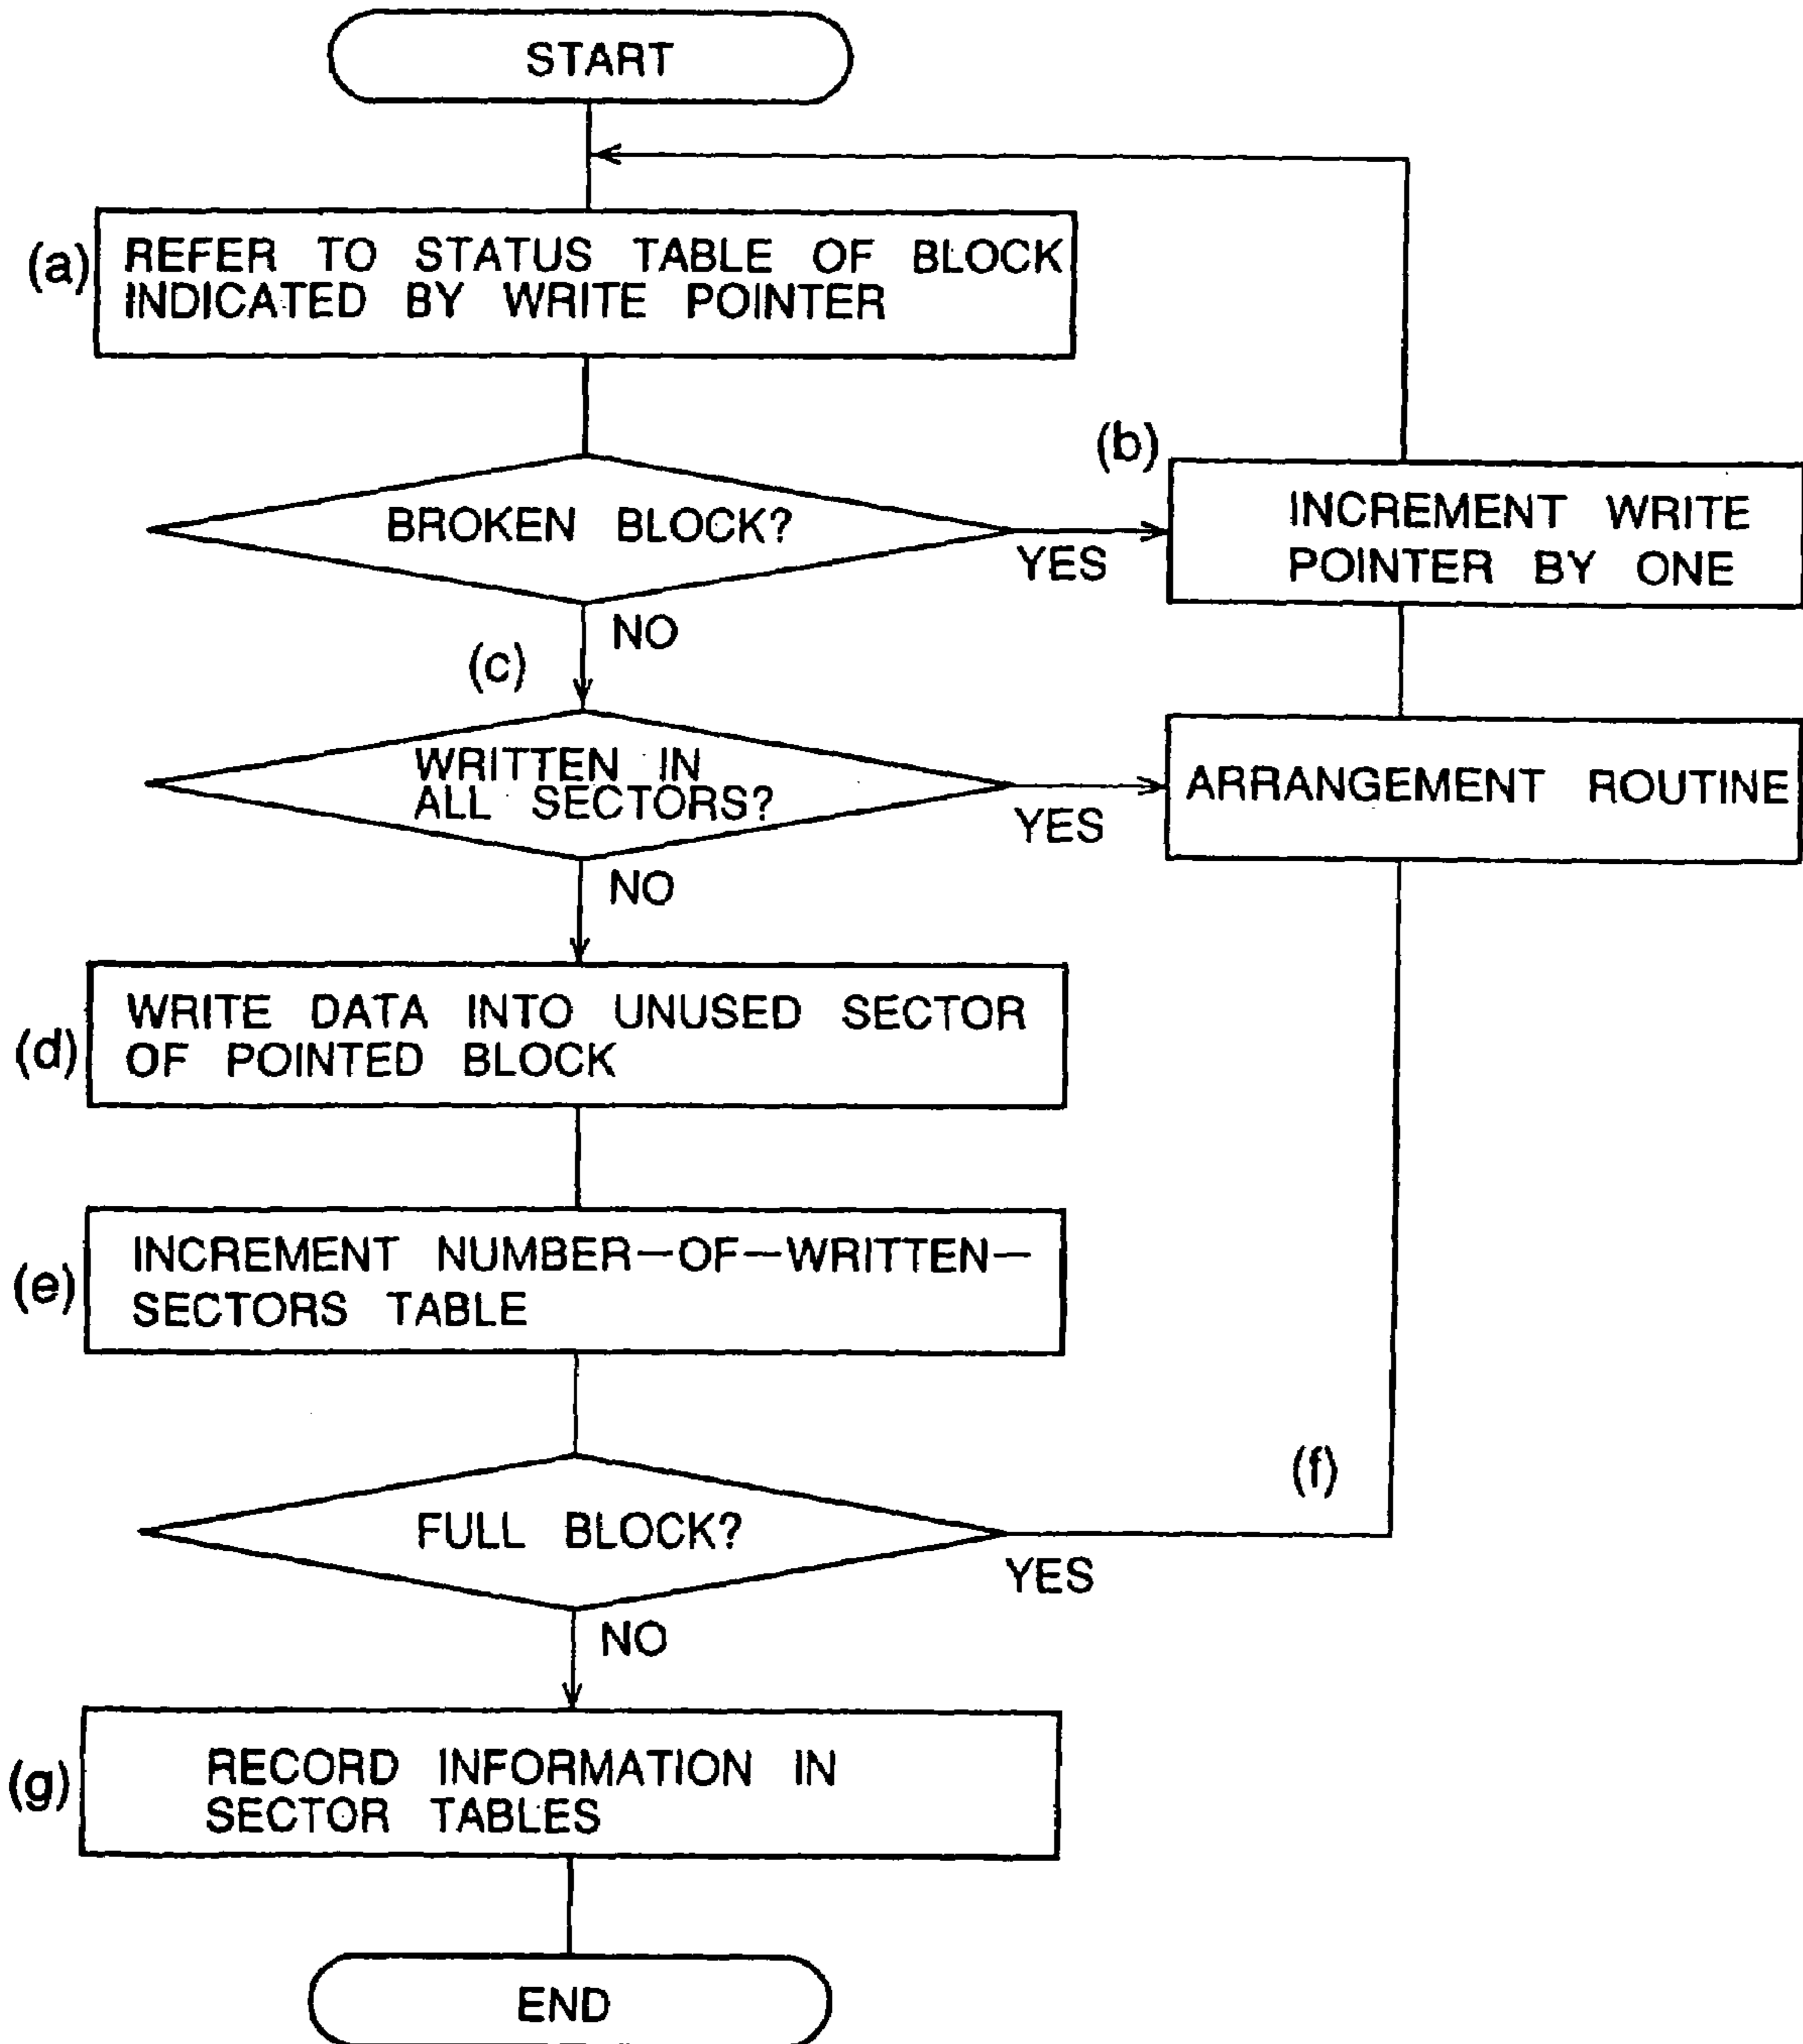 START
(a)
REFER TO STATUS TABLE OF BLOCK
INDICATED BY WRITE POINTER
(b)
BROKEN BLOCK?
YES
INCREMENT WRITE
POINTER BY ONE
NO
(c)
WRITTEN IN
ALL SECTORS?
YES
ARRANGEMENT ROUTINE
NO
(d)
WRITE DATA INTO UNUSED SECTOR
OF POINTED BLOCK
(e)
INCREMENT NUMBER—OF—WRITTEN—
SECTORS TABLE
(f)
FULL BLOCK?
YES
NO
(g)
RECORD INFORMATION IN
SECTOR TABLES
END